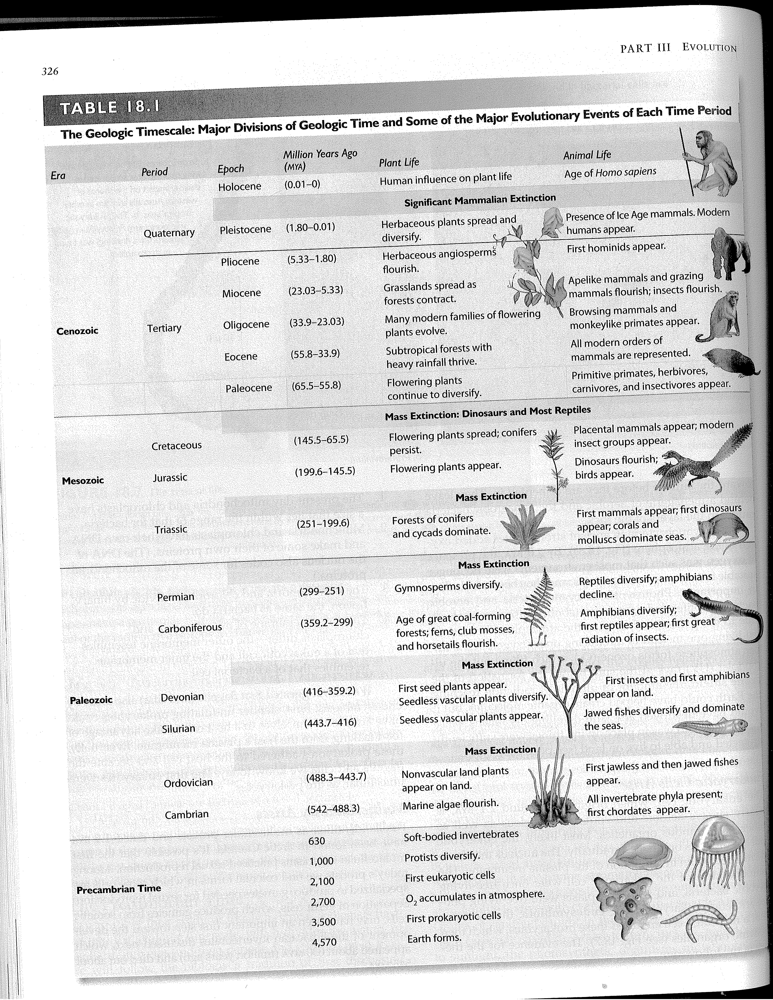 PART III EVOLUTION
326
TABLE 18.1
The Geologic Timescale: Major Divisions of Geologic Time and Some of the Major Evolutionary Events of Each Time Period
Era Period Epoch Million Years Ago (MYA) Plant Life Animal Life
Holocene (0.01–0) Human influence on plant life Age of Homo sapiens
Significant Mammalian Extinction
Quaternary Pleistocene (1.80–0.01) Herbaceous plants spread and diversify. Presence of Ice Age mammals. Modern humans appear.
Pliocene (5.33–1.80) Herbaceous angiosperms flourish. First hominids appear.
Miocene (23.03–5.33) Grasslands spread as forests contract. Apelike mammals and grazing mammals flourish; insects flourish.
Cenozoic Tertiary Oligocene (33.9–23.03) Many modern families of flowering plants evolve. Browsing mammals and monkeylike primates appear.
Eocene (55.8–33.9) Subtropical forests with heavy rainfall thrive. All modern orders of mammals are represented.
Paleocene (65.5–55.8) Flowering plants continue to diversify. Primitive primates, herbivores, carnivores, and insectivores appear.
Mass Extinction: Dinosaurs and Most Reptiles
Cretaceous (145.5–65.5) Flowering plants spread; conifers persist. Placental mammals appear; modern insect groups appear.
Mesozoic Jurassic (199.6–145.5) Flowering plants appear. Dinosaurs flourish; birds appear.
Mass Extinction
Triassic (251–199.6) Forests of conifers and cycads dominate. First mammals appear; first dinosaurs appear; corals and molluscs dominate seas.
Mass Extinction
Permian (299–251) Gymnosperms diversify. Reptiles diversify; amphibians decline.
Carboniferous (359.2–299) Age of great coal-forming forests; ferns, club mosses, and horsetails flourish. Amphibians diversify; first reptiles appear; first great radiation of insects.
Mass Extinction
Paleozoic Devonian (416–359.2) First seed plants appear. Seedless vascular plants diversify. First insects and first amphibians appear on land.
Silurian (443.7–416) Seedless vascular plants appear. Jawed fishes diversify and dominate the seas.
Mass Extinction
Ordovician (488.3–443.7) Nonvascular land plants appear on land. First jawless and then jawed fishes appear.
Cambrian (542–488.3) Marine algae flourish. All invertebrate phyla present; first chordates appear.
630 Soft-bodied invertebrates
1,000 Protists diversify.
2,100 First eukaryotic cells
Precambrian Time 2,700 O2 accumulates in atmosphere.
3,500 First prokaryotic cells
4,570 Earth forms.